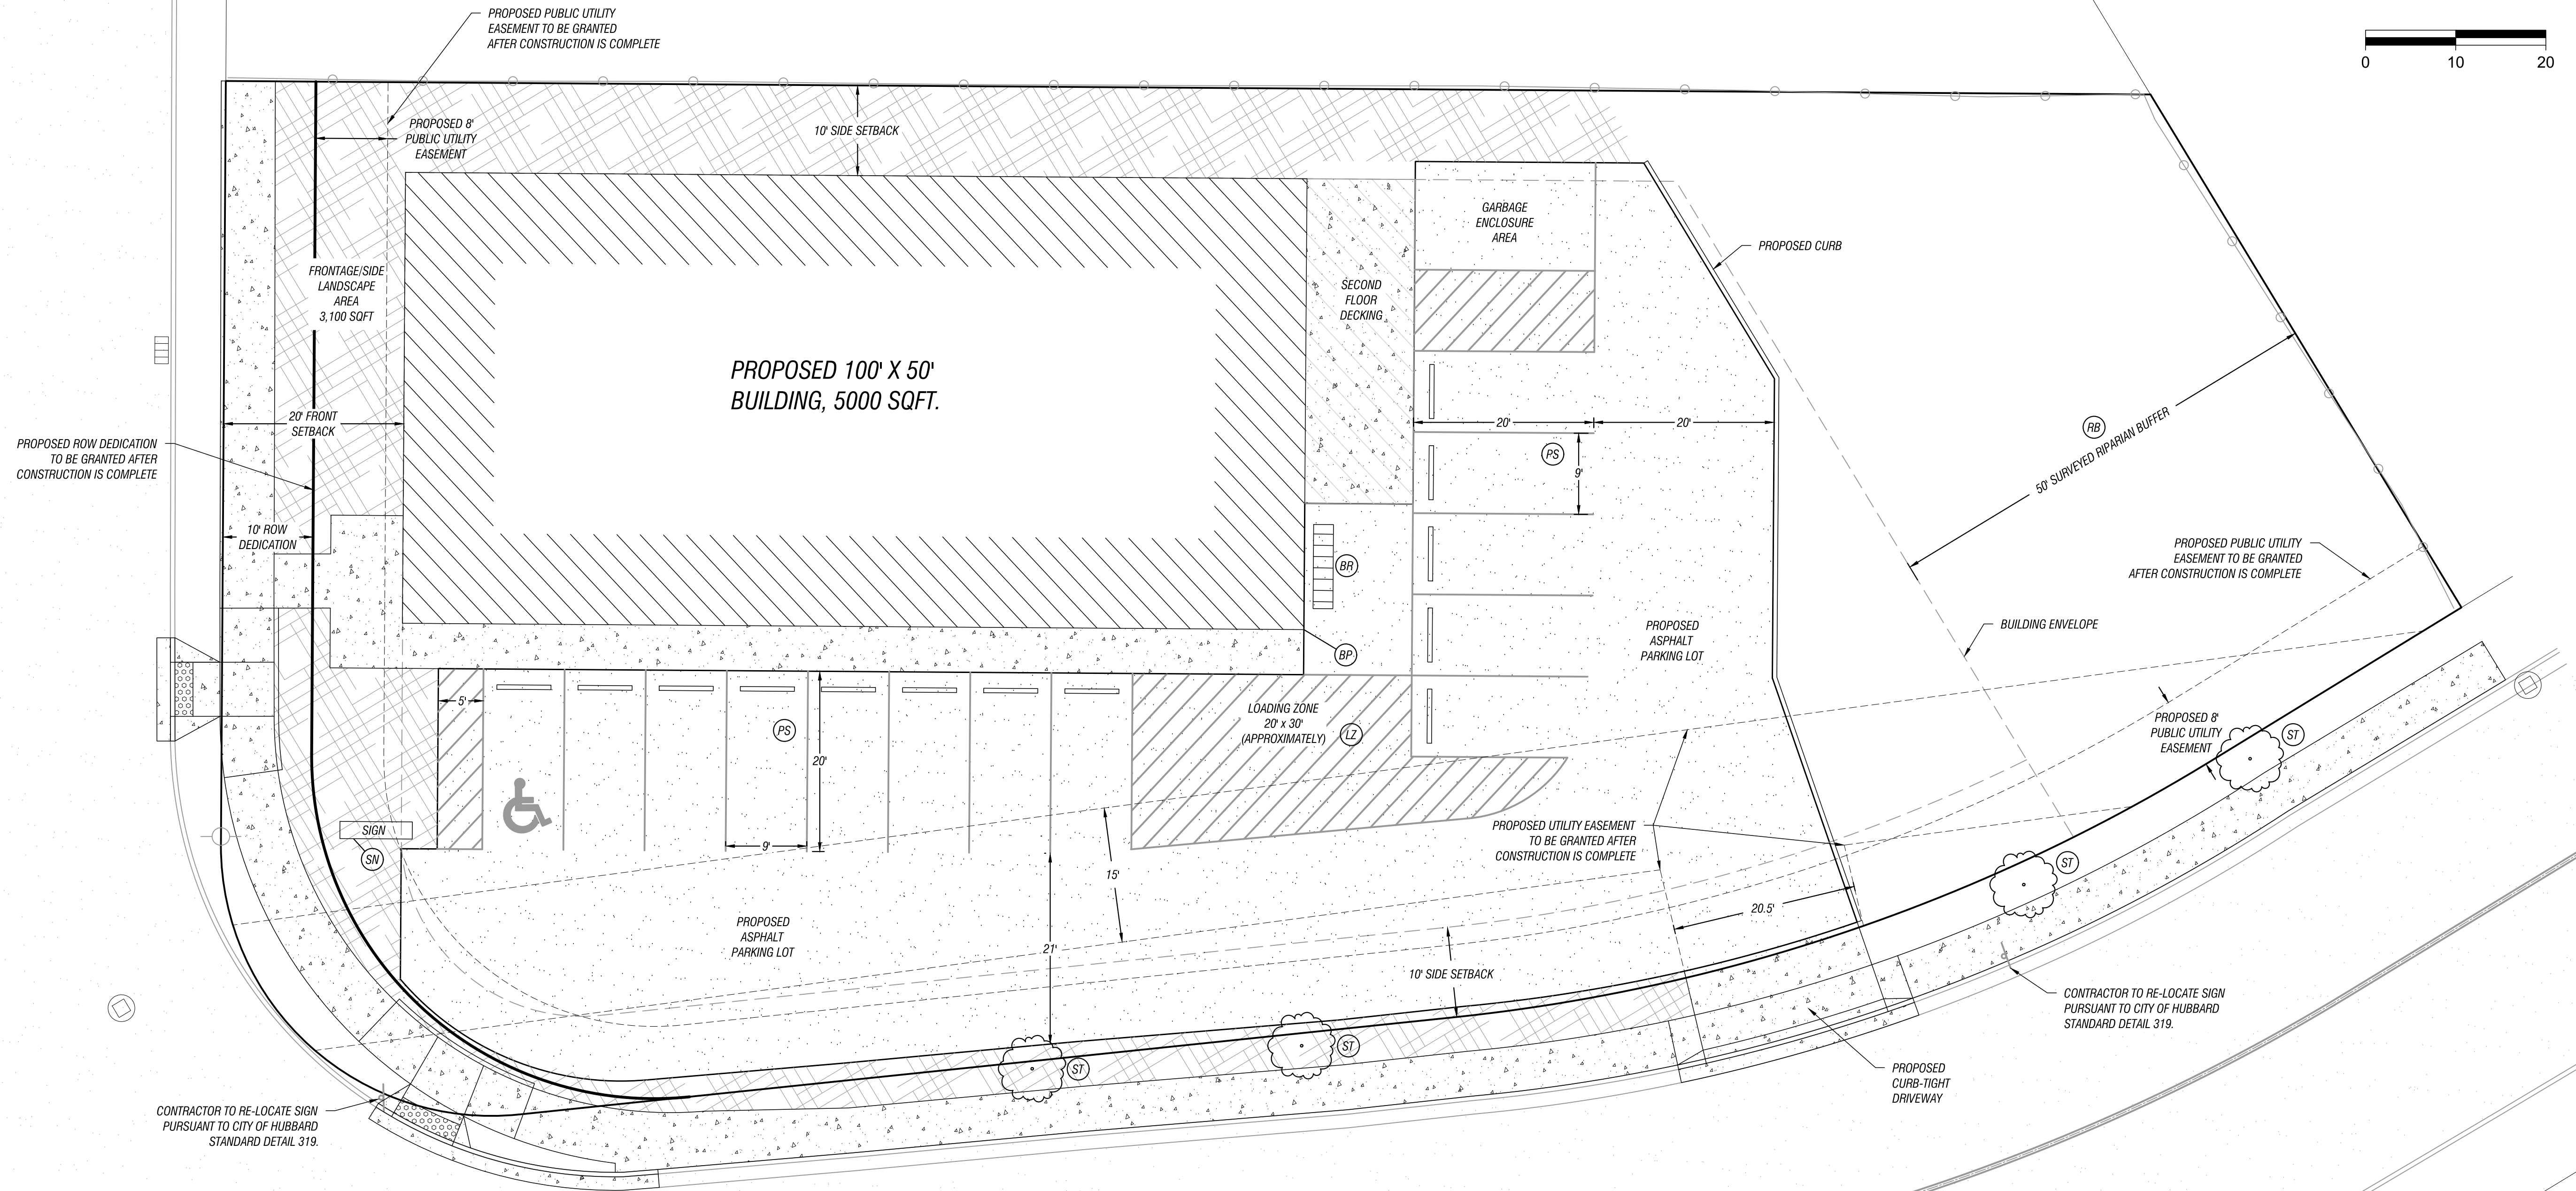 PROPOSED PUBLIC UTILITY
EASEMENT TO BE GRANTED
AFTER CONSTRUCTION IS COMPLETE
0 10 20
PROPOSED 8'
PUBLIC UTILITY
EASEMENT
10' SIDE SETBACK
GARBAGE
ENCLOSURE
AREA
PROPOSED CURB
FRONTAGE/SIDE
LANDSCAPE
AREA
3,100 SQFT
SECOND
FLOOR
DECKING
PROPOSED 100' X 50'
BUILDING, 5000 SQFT.
20' FRONT
SETBACK
20'
20'
RB
50' SURVEYED RIPARIAN BUFFER
PROPOSED ROW DEDICATION
TO BE GRANTED AFTER
CONSTRUCTION IS COMPLETE
PS
9'
10' ROW
DEDICATION
BR
PROPOSED PUBLIC UTILITY
EASEMENT TO BE GRANTED
AFTER CONSTRUCTION IS COMPLETE
BUILDING ENVELOPE
BP
PROPOSED
ASPHALT
PARKING LOT
5'
PS
20'
9'
LOADING ZONE
20' x 30'
(APPROXIMATELY)
LZ
PROPOSED 8'
PUBLIC UTILITY
EASEMENT
ST
SIGN
SN
PROPOSED UTILITY EASEMENT
TO BE GRANTED AFTER
CONSTRUCTION IS COMPLETE
ST
15'
20.5'
PROPOSED
ASPHALT
PARKING LOT
21'
10' SIDE SETBACK
CONTRACTOR TO RE-LOCATE SIGN
PURSUANT TO CITY OF HUBBARD
STANDARD DETAIL 319.
ST
ST
PROPOSED
CURB-TIGHT
DRIVEWAY
CONTRACTOR TO RE-LOCATE SIGN
PURSUANT TO CITY OF HUBBARD
STANDARD DETAIL 319.